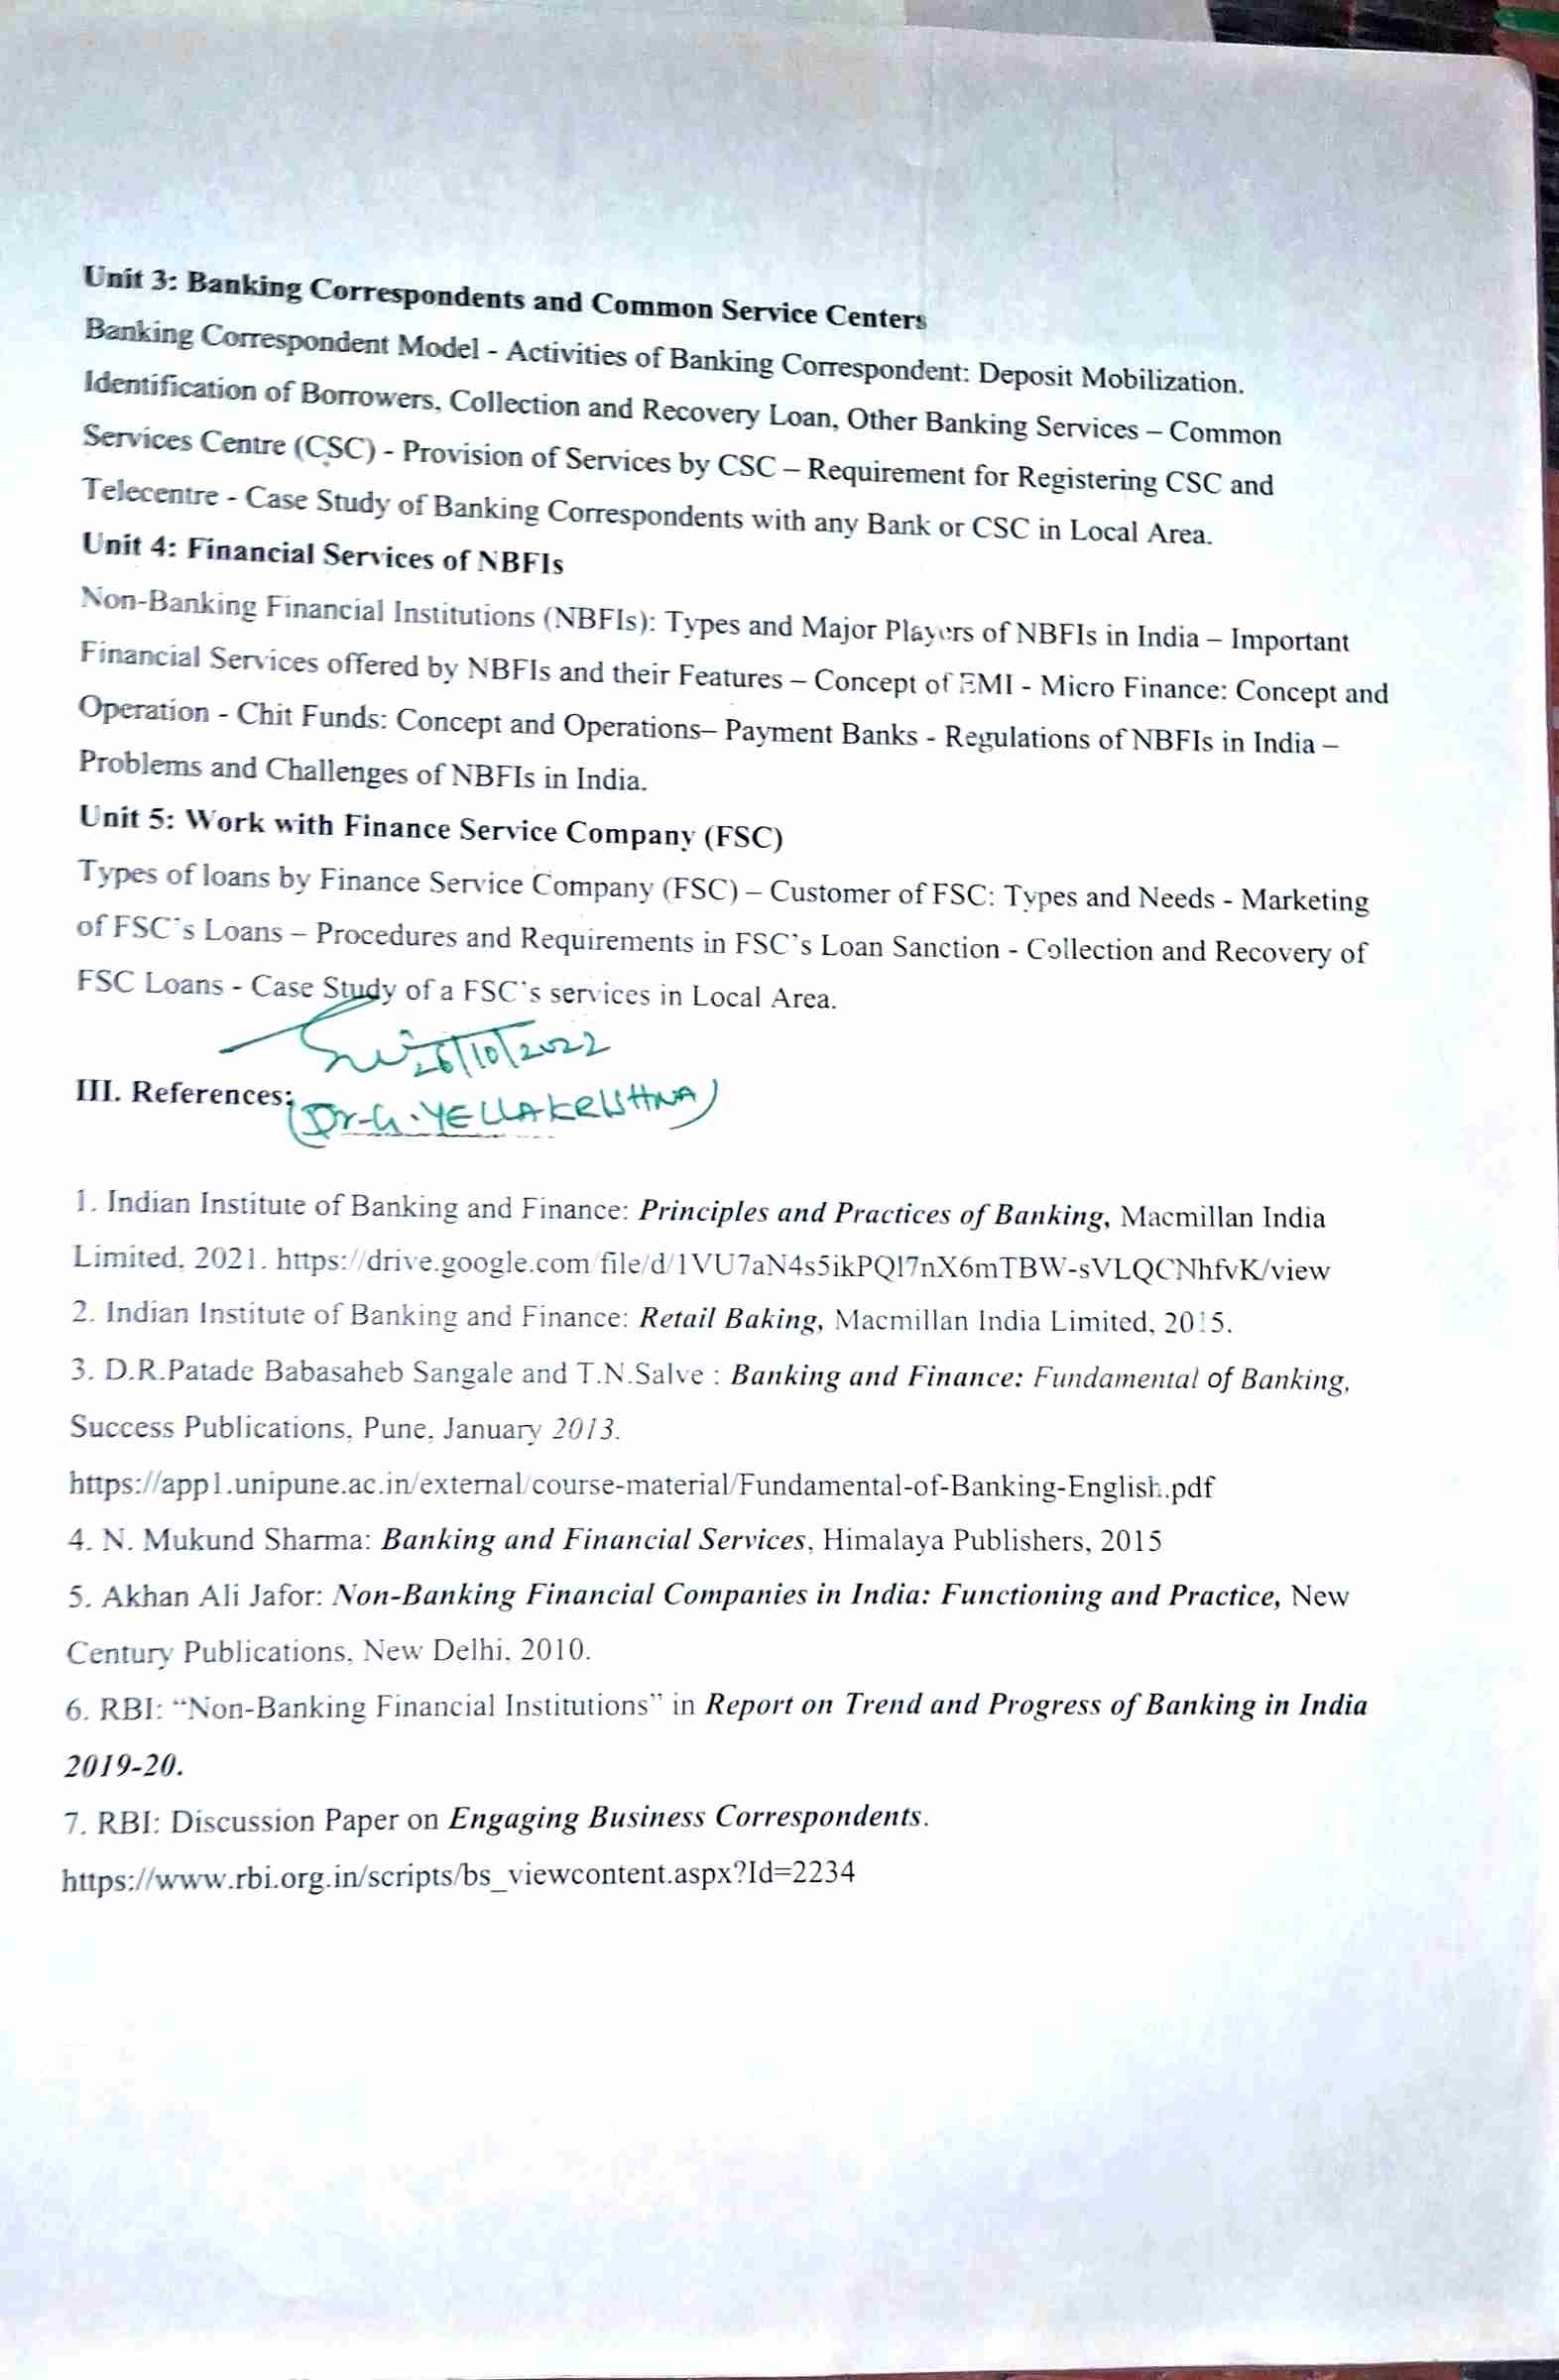 Unit 3: Banking Correspondents and Common Service Centers
Banking Correspondent Model - Activities of Banking Correspondent: Deposit Mobilization.
Identification of Borrowers, Collection and Recovery Loan, Other Banking Services – Common
Services Centre (CSC) - Provision of Services by CSC – Requirement for Registering CSC and
Telecentre - Case Study of Banking Correspondents with any Bank or CSC in Local Area.
Unit 4: Financial Services of NBFIs
Non-Banking Financial Institutions (NBFIs): Types and Major Players of NBFIs in India – Important
Financial Services offered by NBFIs and their Features – Concept of EMI - Micro Finance: Concept and
Operation - Chit Funds: Concept and Operations– Payment Banks - Regulations of NBFIs in India –
Problems and Challenges of NBFIs in India.
Unit 5: Work with Finance Service Company (FSC)
Types of loans by Finance Service Company (FSC) – Customer of FSC: Types and Needs - Marketing
of FSC's Loans – Procedures and Requirements in FSC's Loan Sanction - Collection and Recovery of
FSC Loans - Case Study of a FSC's services in Local Area.
26/10/2022
III. References:
(Dr-G. YELLAKRISHNA)
1. Indian Institute of Banking and Finance: Principles and Practices of Banking, Macmillan India
Limited, 2021. https://drive.google.com/file/d/1VU7aN4s5ikPQl7nX6mTBW-sVLQCNhfvK/view
2. Indian Institute of Banking and Finance: Retail Baking, Macmillan India Limited, 2015.
3. D.R.Patade Babasaheb Sangale and T.N.Salve : Banking and Finance: Fundamental of Banking,
Success Publications, Pune, January 2013.
https://app1.unipune.ac.in/external/course-material/Fundamental-of-Banking-English.pdf
4. N. Mukund Sharma: Banking and Financial Services, Himalaya Publishers, 2015
5. Akhan Ali Jafor: Non-Banking Financial Companies in India: Functioning and Practice, New
Century Publications, New Delhi, 2010.
6. RBI: “Non-Banking Financial Institutions” in Report on Trend and Progress of Banking in India
2019-20.
7. RBI: Discussion Paper on Engaging Business Correspondents.
https://www.rbi.org.in/scripts/bs_viewcontent.aspx?Id=2234